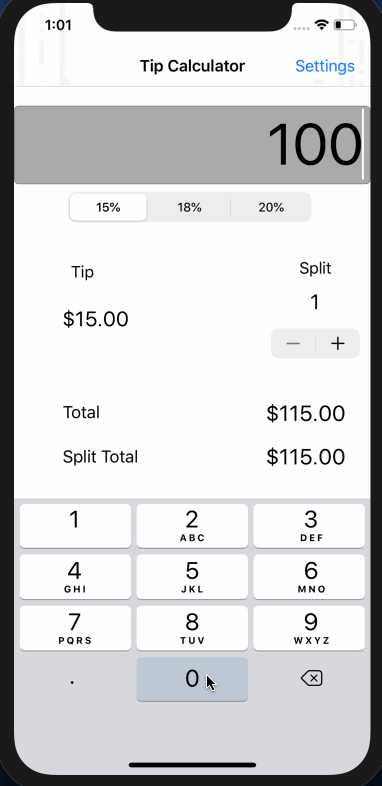 1:01
Tip Calculator Settings
100
15% 18% 20%
Tip Split
$15.00 1
− +
Total $115.00
Split Total $115.00
1 2 3
ABC DEF
4 5 6
GHI JKL MNO
7 8 9
PQRS TUV WXYZ
. 0